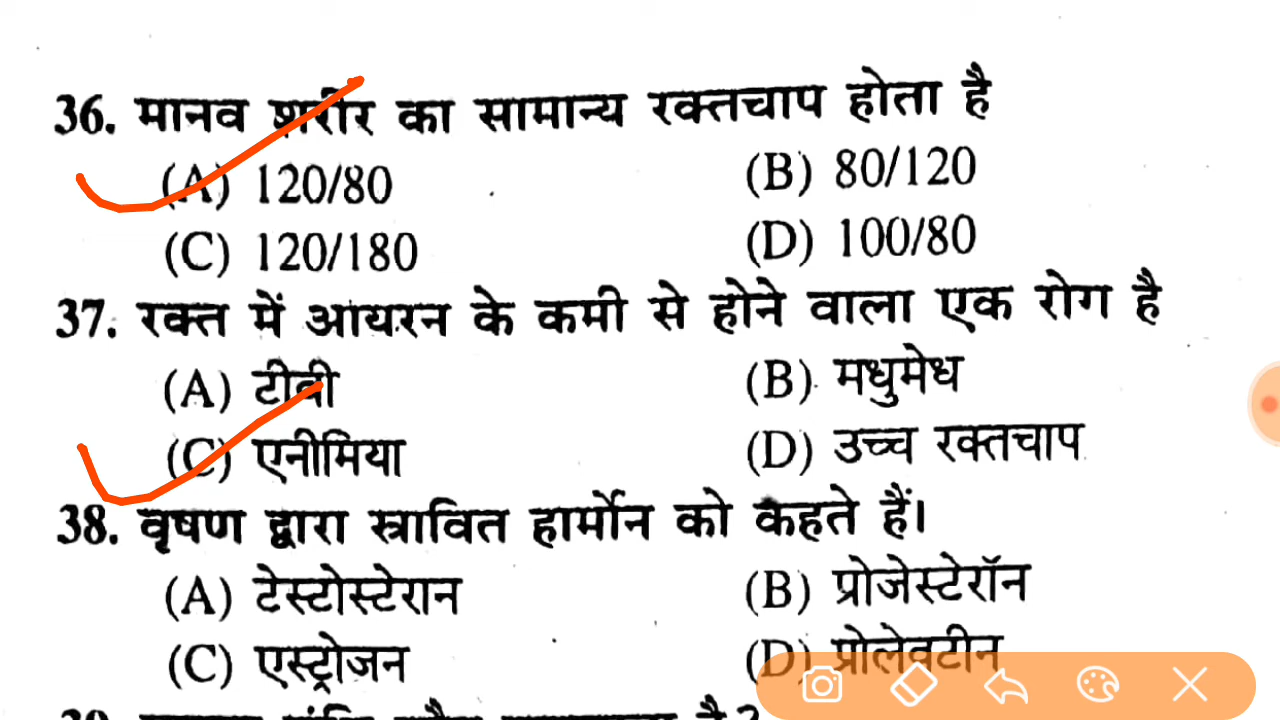 36. मानव शरीर का सामान्य रक्तचाप होता है
(A) 120/80 (B) 80/120
(C) 120/180 (D) 100/80
37. रक्त में आयरन के कमी से होने वाला एक रोग है
(A) टीवी (B) मधुमेध
(C) एनीमिया (D) उच्च रक्तचाप
38. वृषण द्वारा स्त्रावित हार्मोन को कहते हैं।
(A) टेस्टोस्टेरान (B) प्रोजेस्टेरॉन
(C) एस्ट्रोजन (D) प्रोलेक्टीन